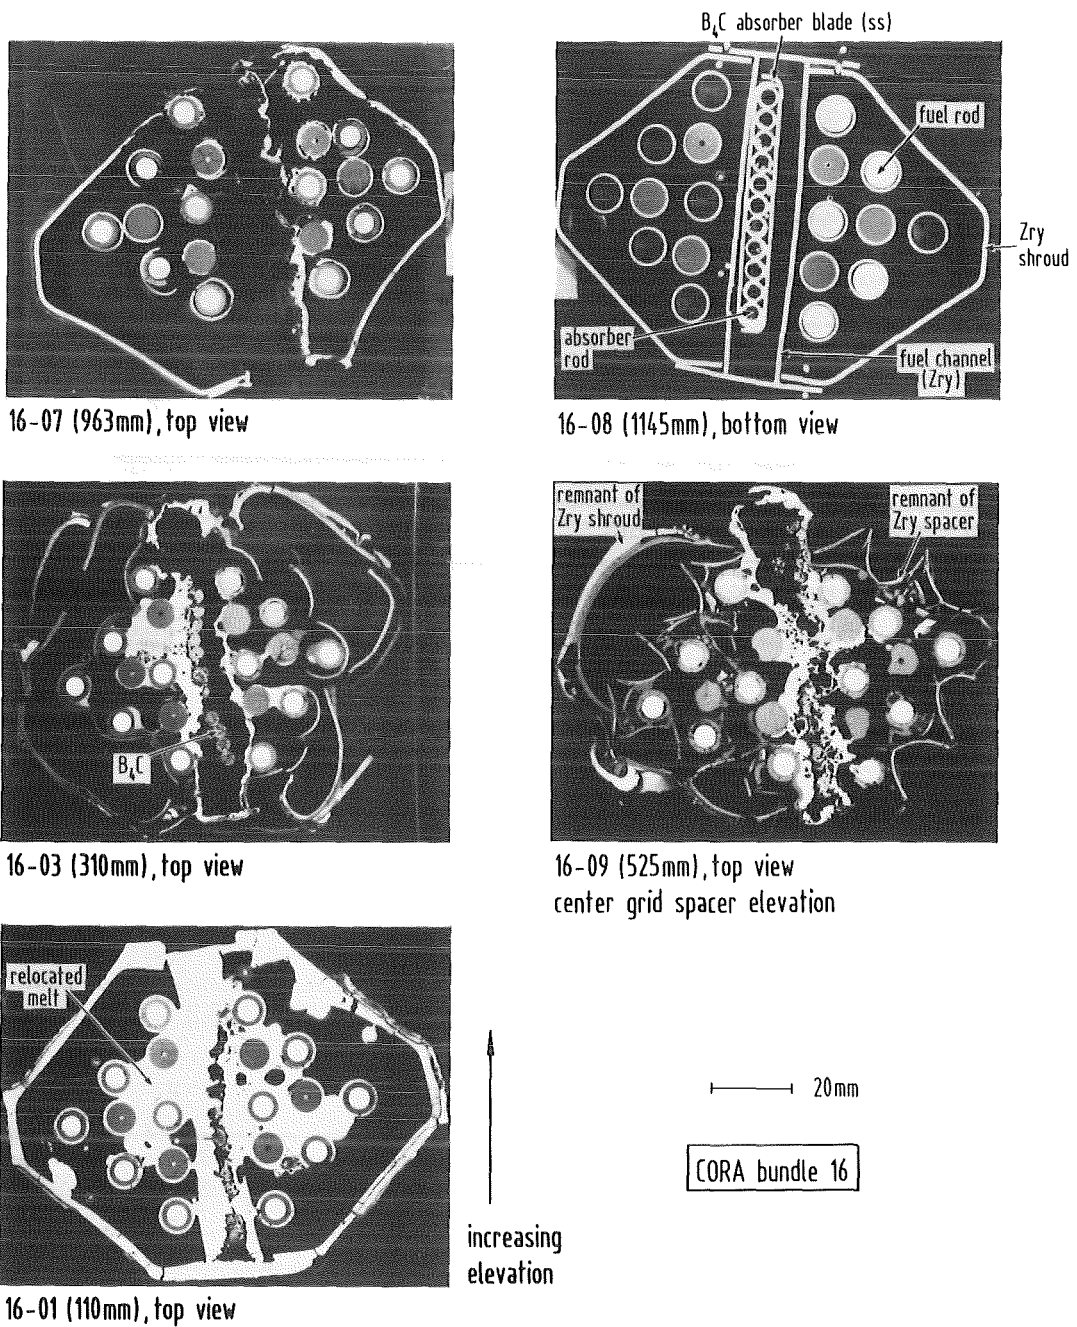 B₄C absorber blade (ss)
fuel rod
Zry
shroud
absorber
rod
fuel channel
(Zry)
16-07 (963mm), top view
16-08 (1145mm), bottom view
remnant of
Zry shroud
remnant of
Zry spacer
B₄C
16-03 (310mm), top view
16-09 (525mm), top view
center grid spacer elevation
relocated
melt
20mm
CORA bundle 16
increasing
elevation
16-01 (110mm), top view